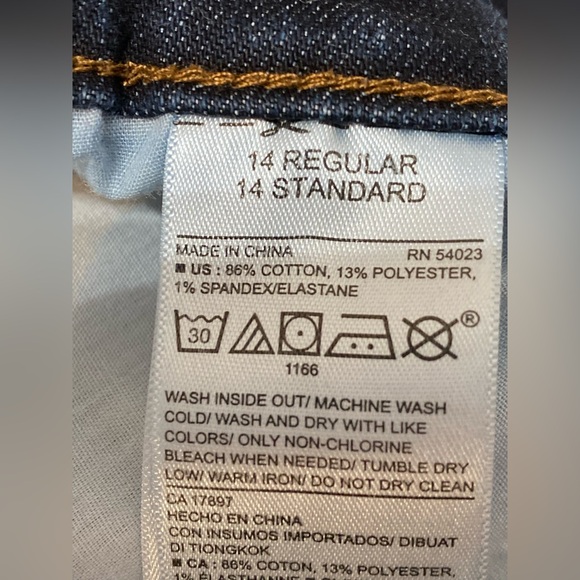 14 REGULAR
14 STANDARD
MADE IN CHINA RN 54023
US : 86% COTTON, 13% POLYESTER,
1% SPANDEX/ELASTANE
30 ®
1166
WASH INSIDE OUT/ MACHINE WASH
COLD/ WASH AND DRY WITH LIKE
COLORS/ ONLY NON-CHLORINE
BLEACH WHEN NEEDED/ TUMBLE DRY
LOW/ WARM IRON/ DO NOT DRY CLEAN
CA 17897
HECHO EN CHINA
CON INSUMOS IMPORTADOS/ DIBUAT
DI TIONGKOK
CA : 86% COTTON, 13% POLYESTER,
1% ELASTHANNE